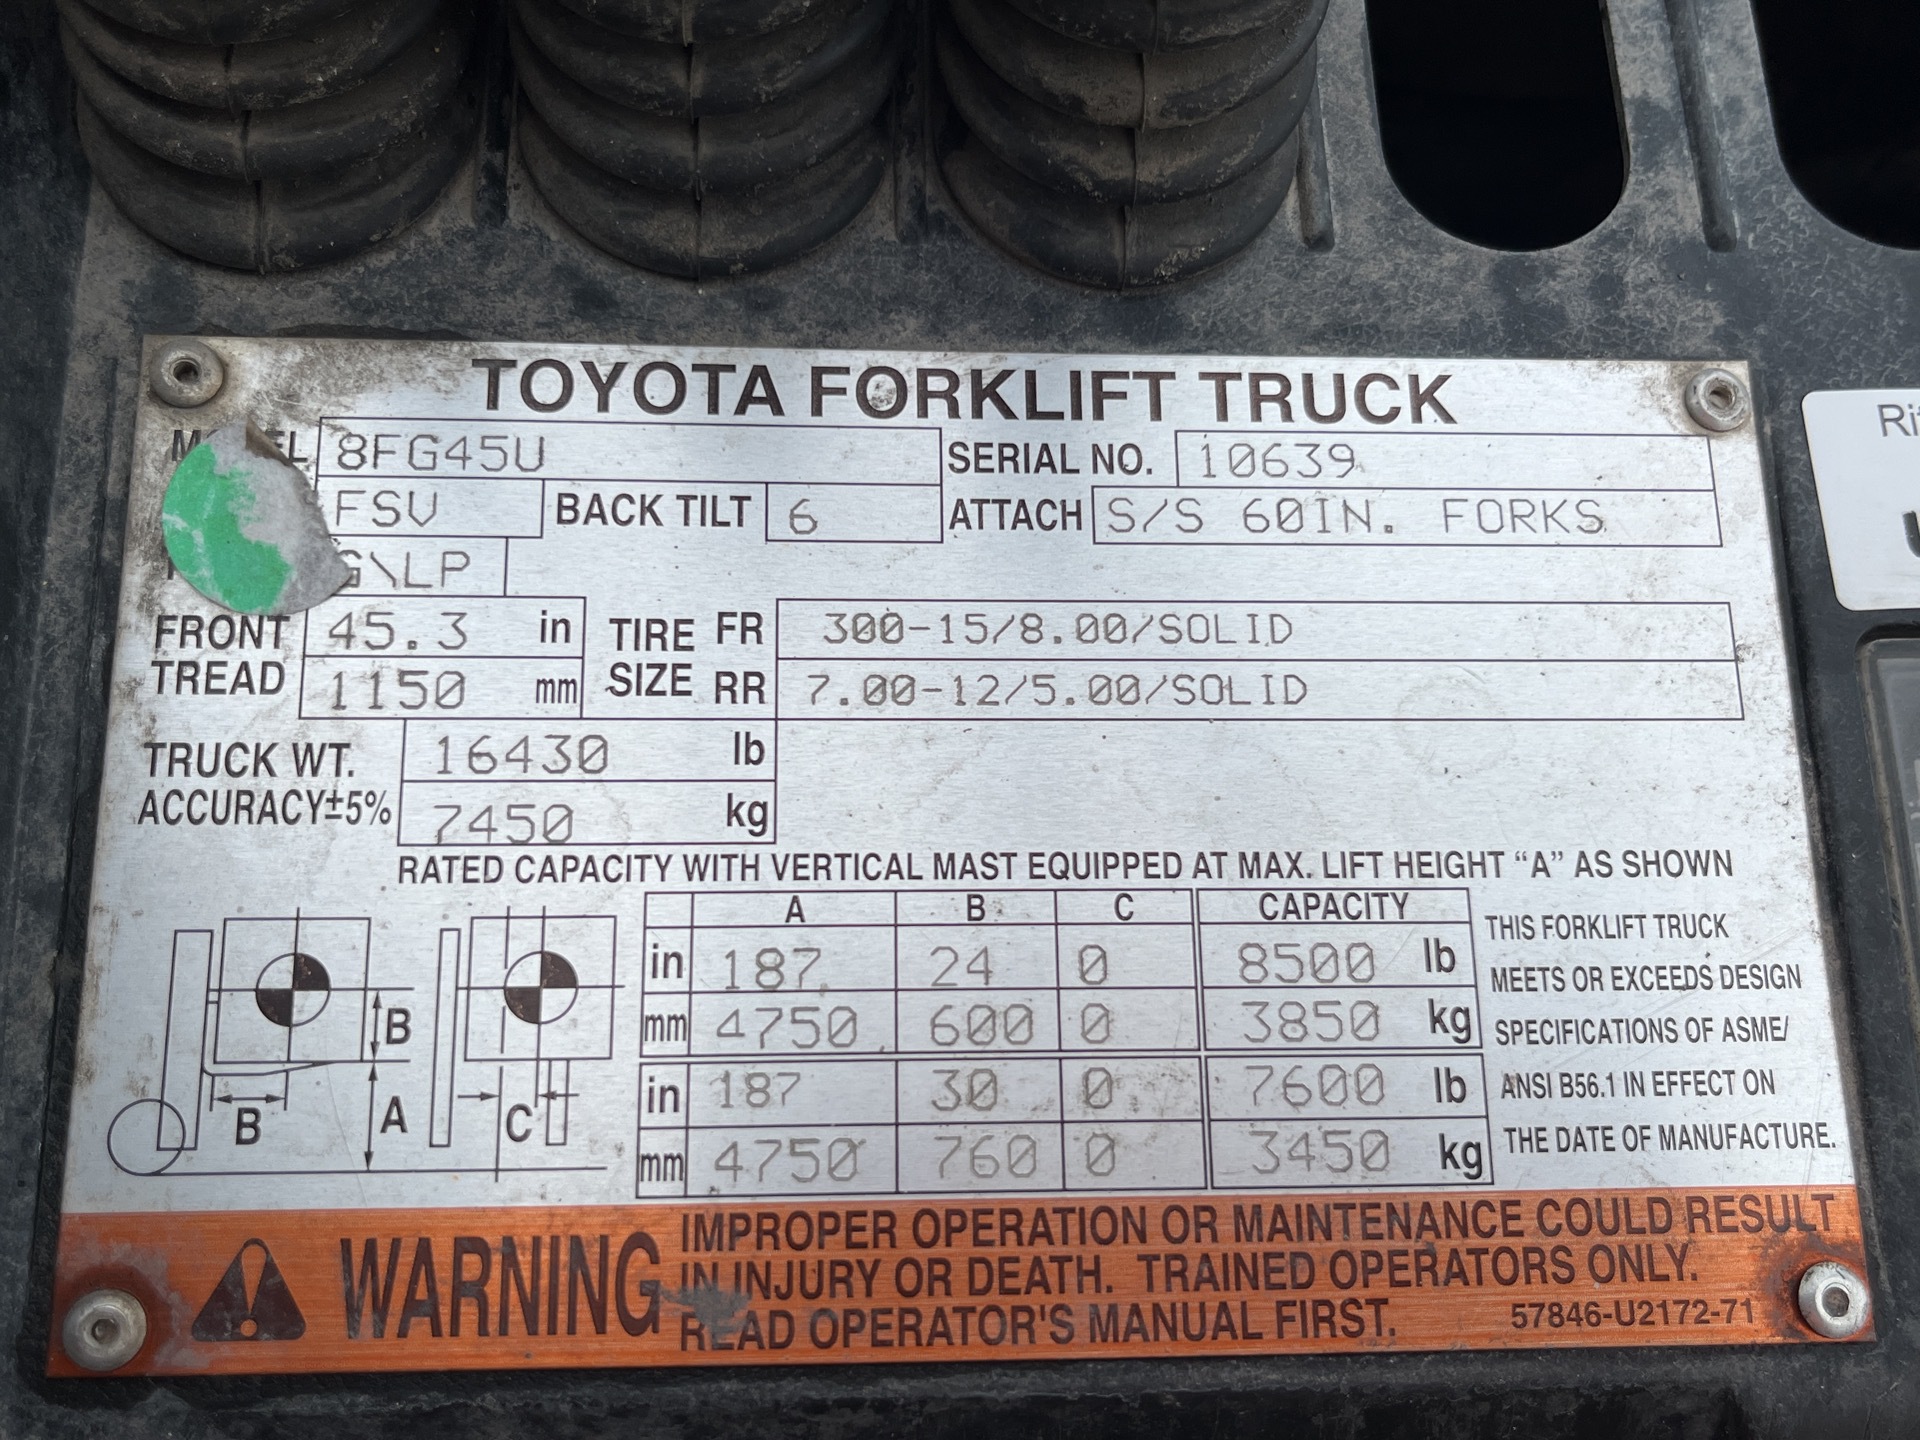 TOYOTA FORKLIFT TRUCK
8FG45U SERIAL NO. 10639
FSV BACK TILT 6 ATTACH S/S 60IN. FORKS
G\LP
FRONT TREAD 45.3 in TIRE SIZE FR 300-15/8.00/SOLID
1150 mm RR 7.00-12/5.00/SOLID
TRUCK WT. 16430 lb
ACCURACY±5% 7450 kg
RATED CAPACITY WITH VERTICAL MAST EQUIPPED AT MAX. LIFT HEIGHT "A" AS SHOWN
A B C CAPACITY
in 187 24 0 8500 lb
mm 4750 600 0 3850 kg
in 187 30 0 7600 lb
mm 4750 760 0 3450 kg
B
B
A
C
THIS FORKLIFT TRUCK
MEETS OR EXCEEDS DESIGN
SPECIFICATIONS OF ASME/
ANSI B56.1 IN EFFECT ON
THE DATE OF MANUFACTURE.
WARNING
IMPROPER OPERATION OR MAINTENANCE COULD RESULT
IN INJURY OR DEATH. TRAINED OPERATORS ONLY.
READ OPERATOR'S MANUAL FIRST. 57846-U2172-71